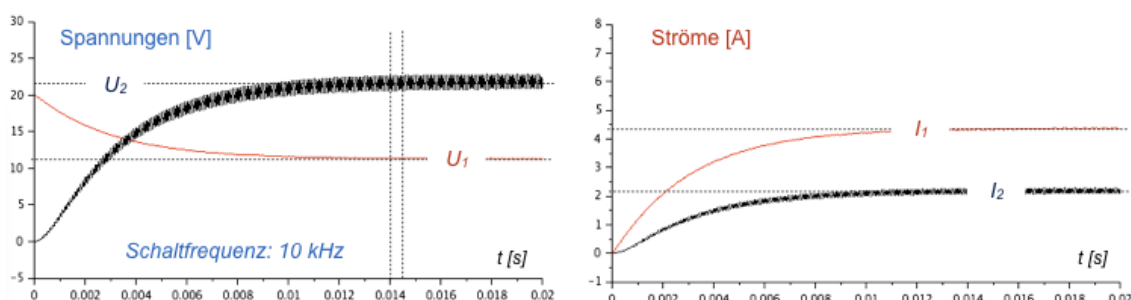 30
Spannungen [V]
25
U₂
20
15
10
U₁
5
0
Schaltfrequenz: 10 kHz
t [s]
−5
0 0.002 0.004 0.006 0.008 0.01 0.012 0.014 0.016 0.018 0.02
8
Ströme [A]
7
6
5
4
I₁
3
2
I₂
1
0
t [s]
−1
0 0.002 0.004 0.006 0.008 0.01 0.012 0.014 0.016 0.018 0.02